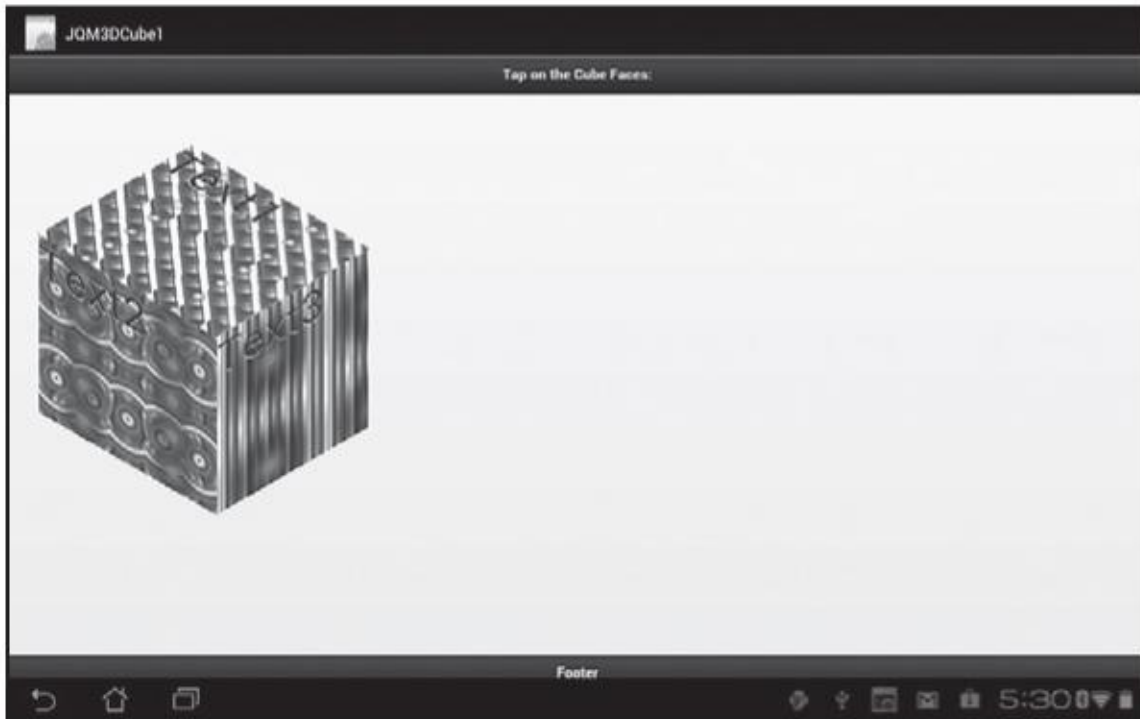 JQM3DCube1
Tap on the Cube Faces:
Text1
Text2
Text3
Footer
5:30